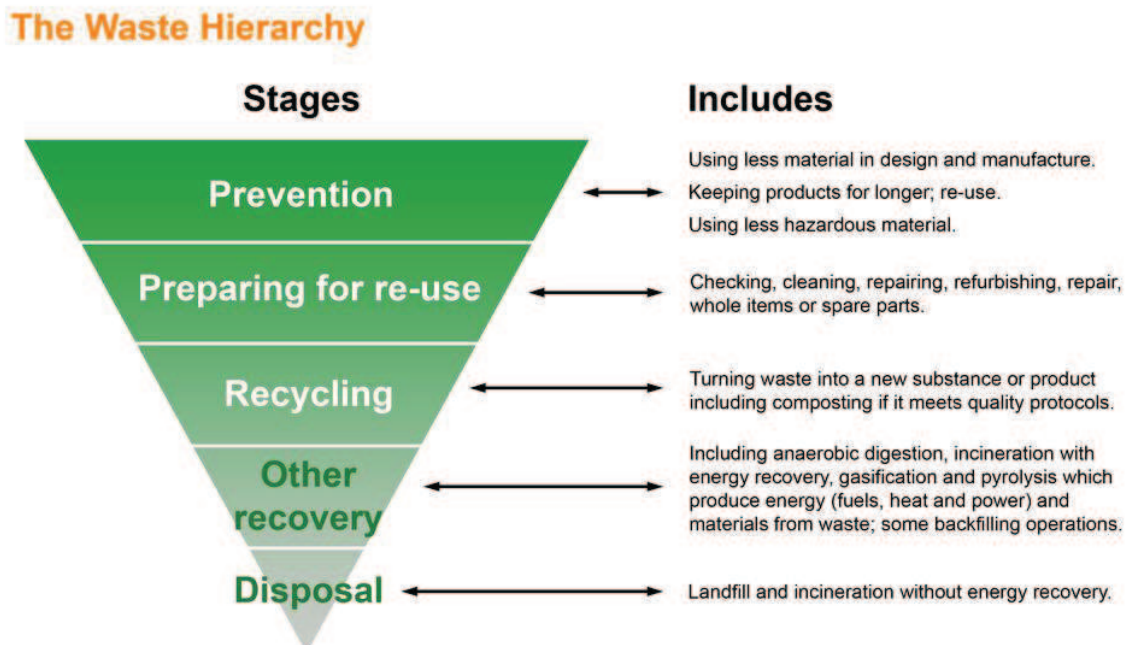 The Waste Hierarchy
Stages
Includes
Prevention
Using less material in design and manufacture.
Keeping products for longer; re-use.
Using less hazardous material.
Preparing for re-use
Checking, cleaning, repairing, refurbishing, repair,
whole items or spare parts.
Recycling
Turning waste into a new substance or product
including composting if it meets quality protocols.
Other
recovery
Including anaerobic digestion, incineration with
energy recovery, gasification and pyrolysis which
produce energy (fuels, heat and power) and
materials from waste; some backfilling operations.
Disposal
Landfill and incineration without energy recovery.